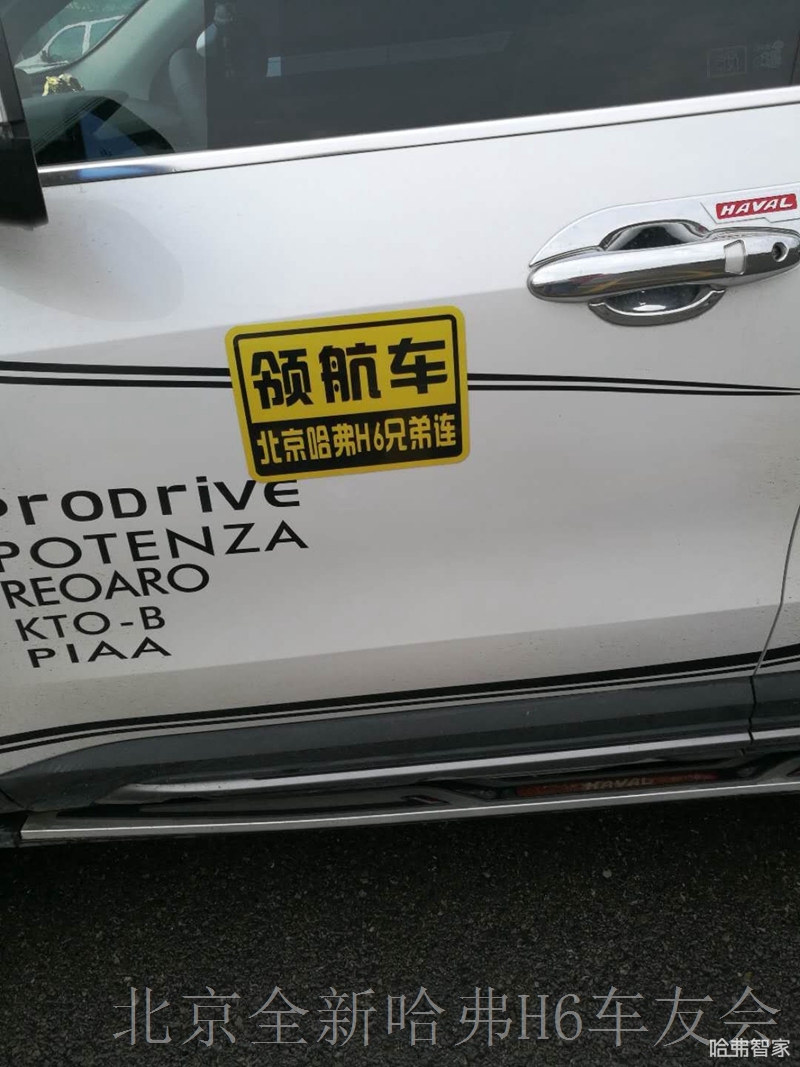 HAVAL
领航车
北京哈弗H6兄弟连
PRODRIVE
POTENZA
REOARO
KTO-B
PIAA
HAVAL
北京全新哈弗H6车友会
哈弗智家